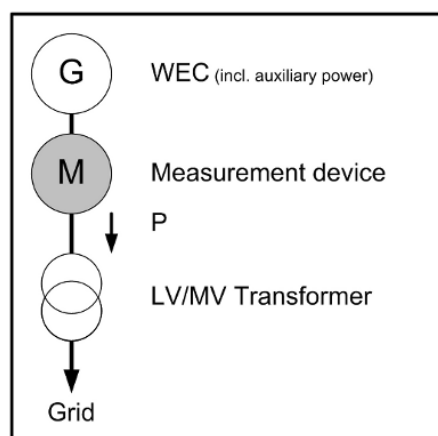 G WEC (incl. auxiliary power)
M Measurement device
P
LV/MV Transformer
Grid